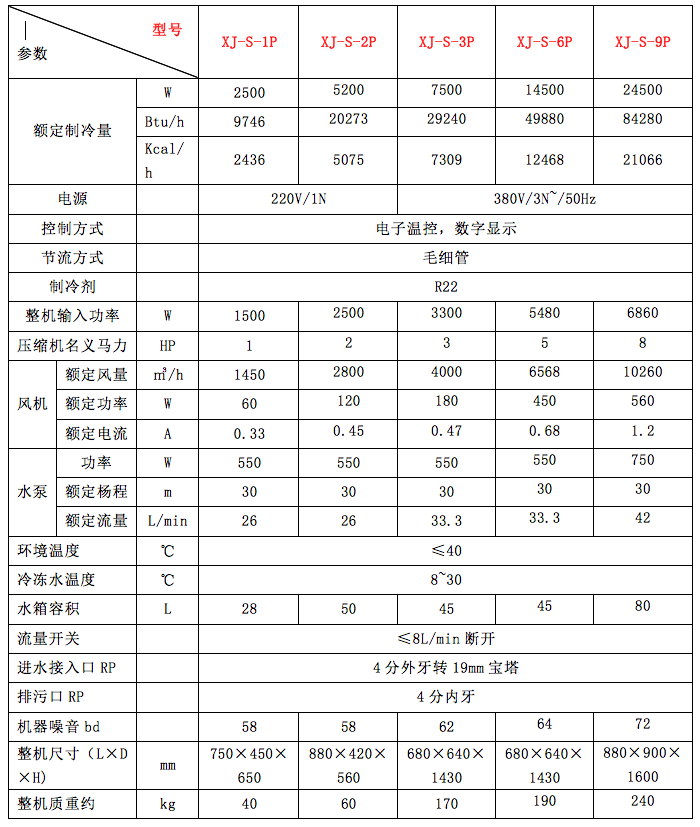 型号
参数
XJ-S-1P XJ-S-2P XJ-S-3P XJ-S-6P XJ-S-9P
额定制冷量 W 2500 5200 7500 14500 24500
Btu/h 9746 20273 29240 49880 84280
Kcal/
h 2436 5075 7309 12468 21066
电源 220V/1N 380V/3N~/50Hz
控制方式 电子温控，数字显示
节流方式 毛细管
制冷剂 R22
整机输入功率 W 1500 2500 3300 5480 6860
压缩机名义马力 HP 1 2 3 5 8
风机 额定风量 m³/h 1450 2800 4000 6568 10260
额定功率 W 60 120 180 450 560
额定电流 A 0.33 0.45 0.47 0.68 1.2
水泵 功率 W 550 550 550 550 750
额定杨程 m 30 30 30 30 30
额定流量 L/min 26 26 33.3 33.3 42
环境温度 ℃ ≤40
冷冻水温度 ℃ 8~30
水箱容积 L 28 50 45 45 80
流量开关 ≤8L/min 断开
进水接入口 RP 4分外牙转 19mm 宝塔
排污口 RP 4分内牙
机器噪音 bd 58 58 62 64 72
整机尺寸（L×D
×H) mm 750×450×
650 880×420×
560 680×640×
1430 680×640×
1430 880×900×
1600
整机质重约 kg 40 60 170 190 240